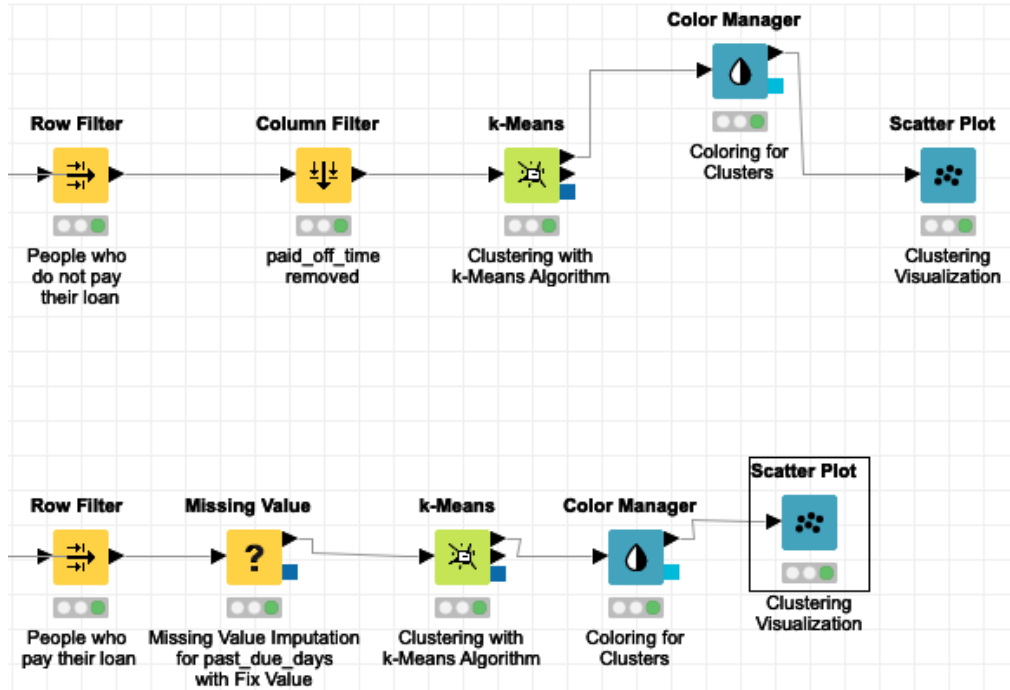 Color Manager
Row Filter
Column Filter
k-Means
Scatter Plot
Coloring for
Clusters
People who
do not pay
their loan
paid_off_time
removed
Clustering with
k-Means Algorithm
Clustering
Visualization
Scatter Plot
Row Filter
Missing Value
k-Means
Color Manager
?
Clustering
Visualization
People who
pay their loan
Missing Value Imputation
for past_due_days
with Fix Value
Clustering with
k-Means Algorithm
Coloring for
Clusters